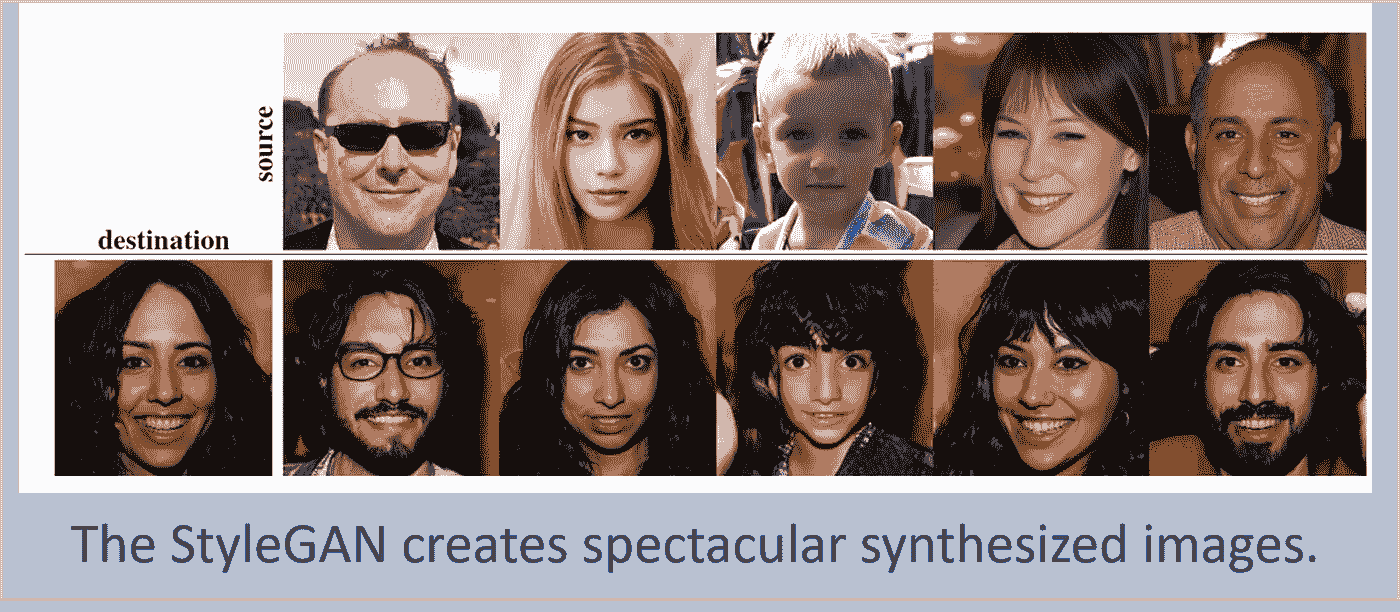 source
destination
The StyleGAN creates spectacular synthesized images.